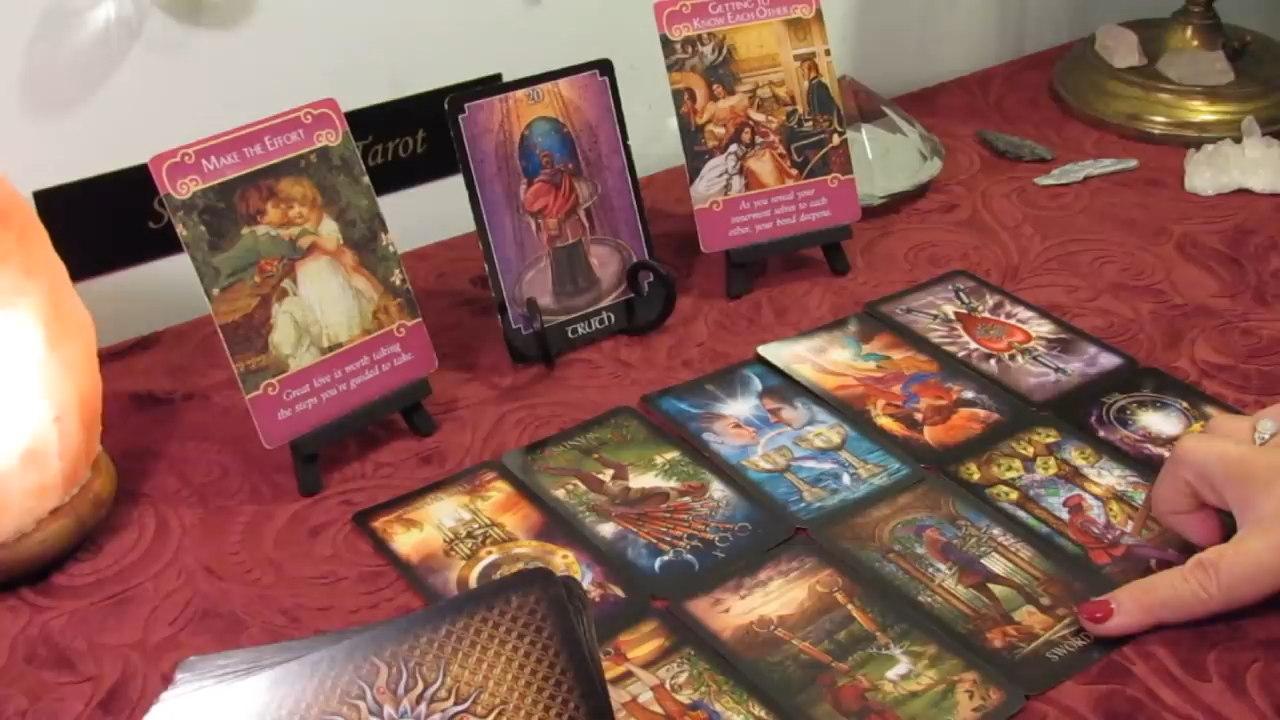 MAKE THE EFFORT
Great love is worth taking
the steps you're guided to take.
Tarot
20
TRUTH
GETTING TO
KNOW EACH OTHER
As you reveal your
innermost selves to each
other, your bond deepens.
SWORD